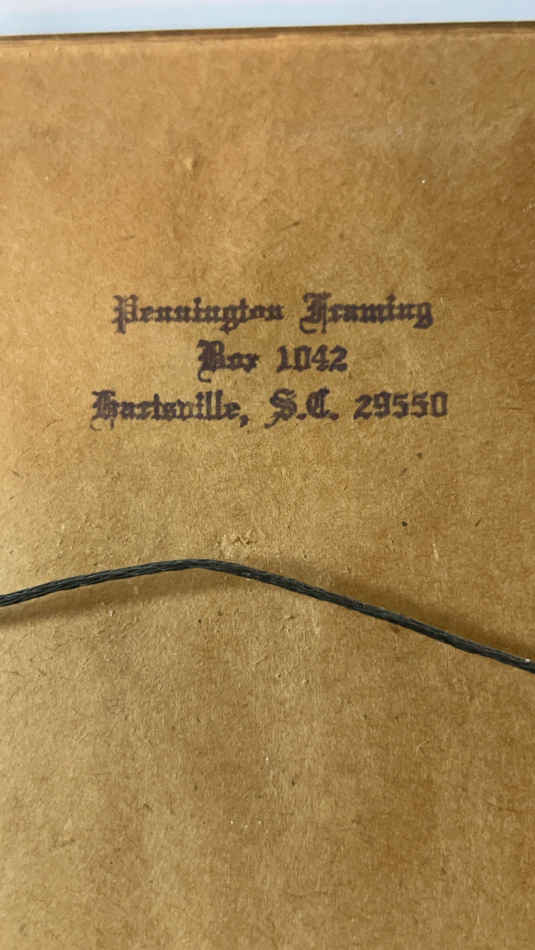 Pennington Framing
Box 1042
Hartsville, S.C. 29550